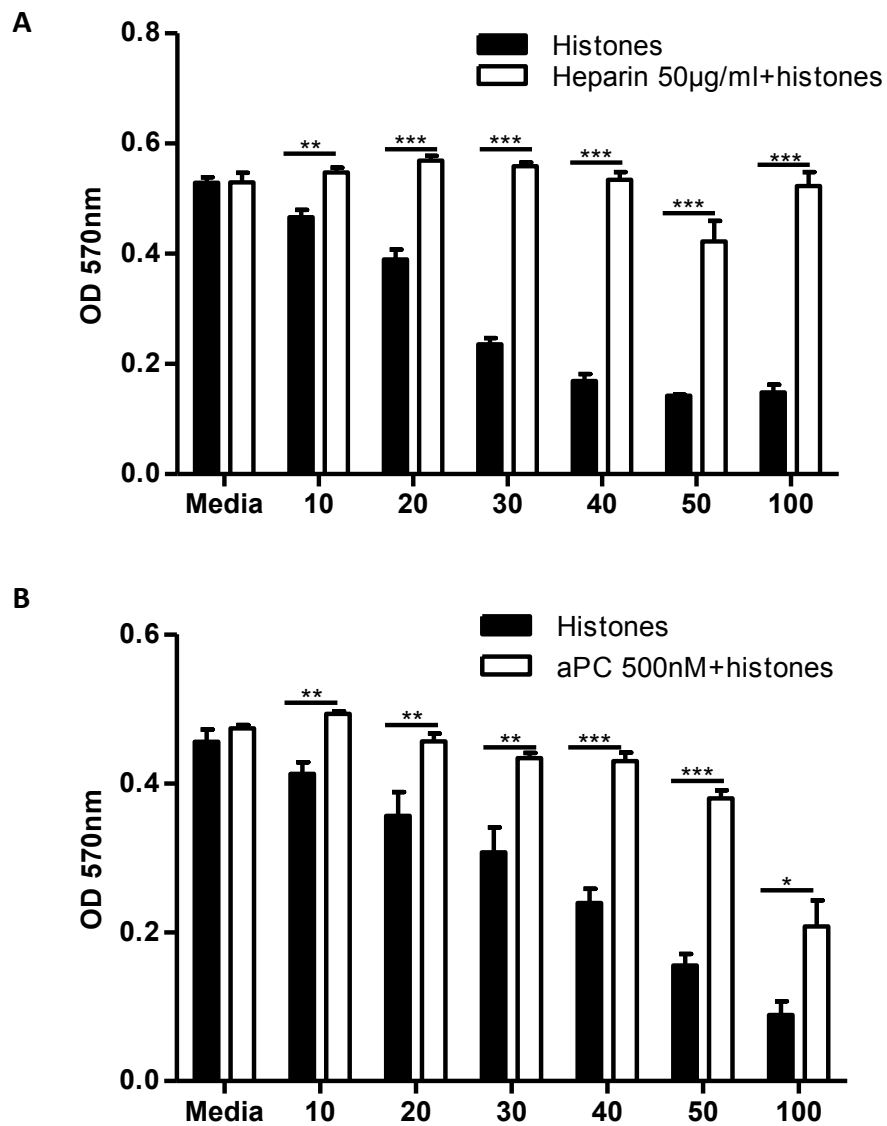 A
0.8
Histones
Heparin 50µg/ml+histones
** *** *** *** *** ***
0.6
0.4
0.2
0.0
OD 570nm
Media 10 20 30 40 50 100
B
0.6
Histones
aPC 500nM+histones
** ** ** *** *** *
0.4
0.2
0.0
OD 570nm
Media 10 20 30 40 50 100